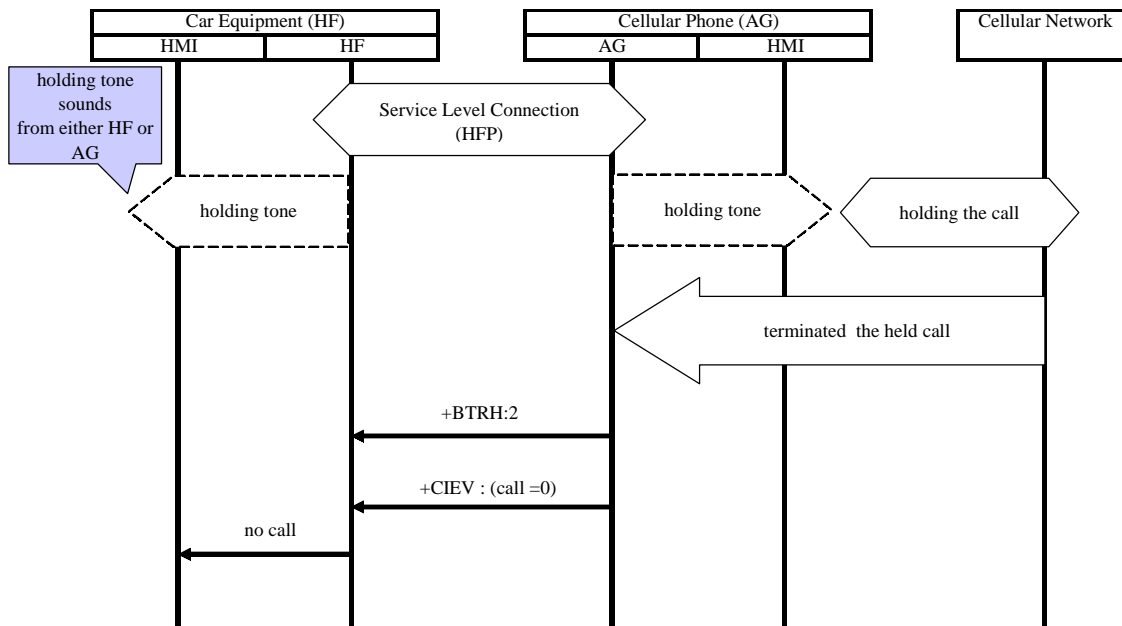 Car Equipment (HF)
Cellular Phone (AG)
Cellular Network
HMI
HF
AG
HMI
holding tone
sounds
from either HF or
AG
Service Level Connection
(HFP)
holding tone
holding tone
holding the call
terminated the held call
+BTRH:2
+CIEV : (call =0)
no call